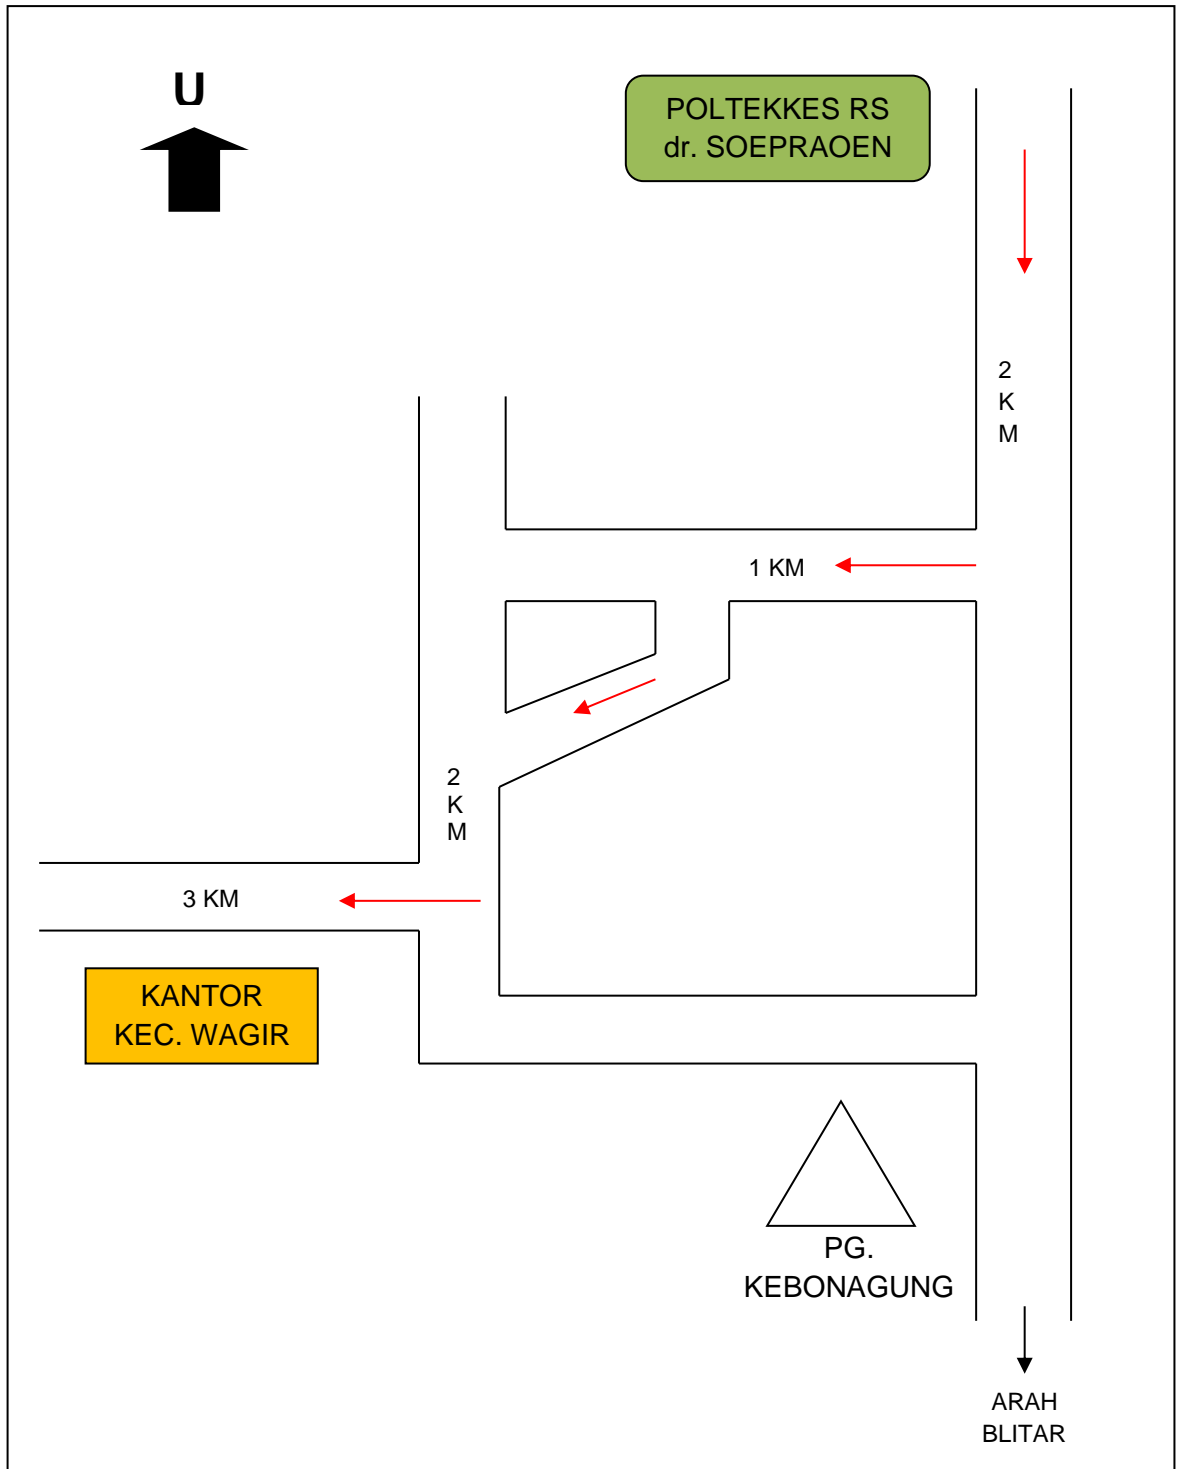 U
POLTEKKES RS
dr. SOEPRAOEN
2
K
M
1 KM
2
K
M
3 KM
KANTOR
KEC. WAGIR
PG.
KEBONAGUNG
ARAH
BLITAR